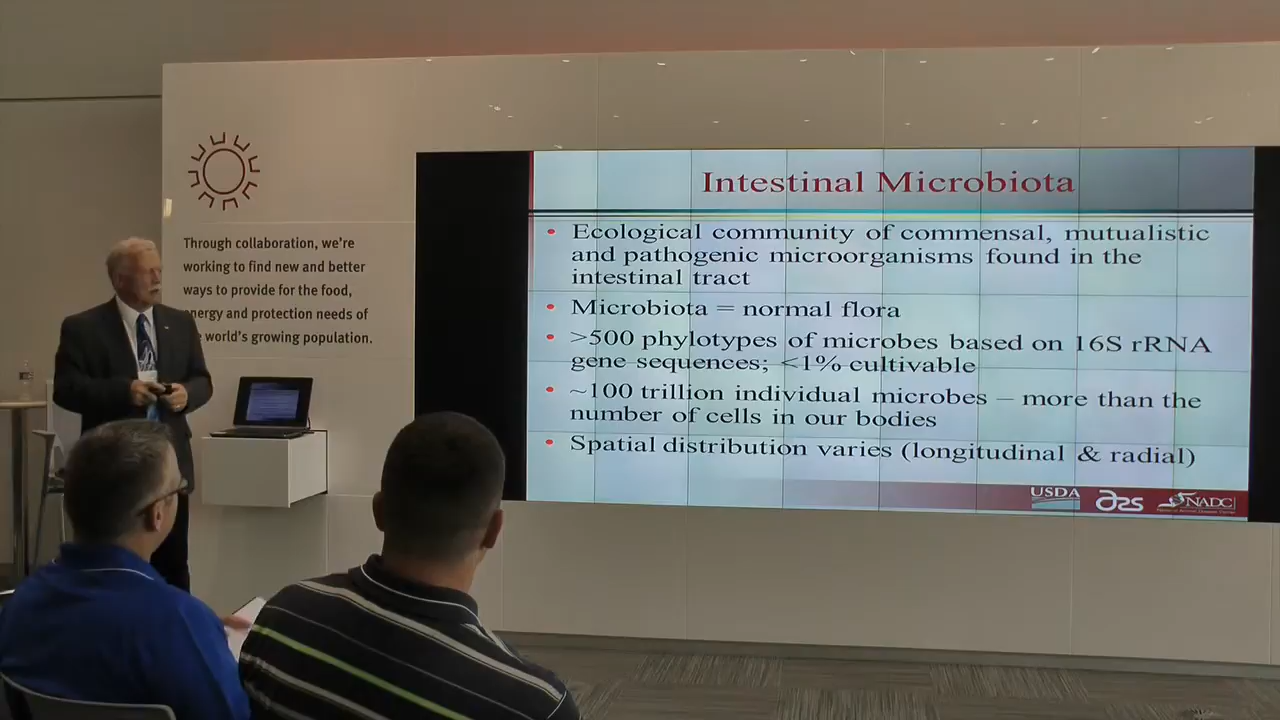 Through collaboration, we're
working to find new and better
ways to provide for the food,
energy and protection needs of
world's growing population.
Intestinal Microbiota
• Ecological community of commensal, mutualistic
and pathogenic microorganisms found in the
intestinal tract
• Microbiota = normal flora
• >500 phylotypes of microbes based on 16S rRNA
gene sequences; <1% cultivable
• ~100 trillion individual microbes – more than the
number of cells in our bodies
• Spatial distribution varies (longitudinal & radial)
USDA
ars
NADC